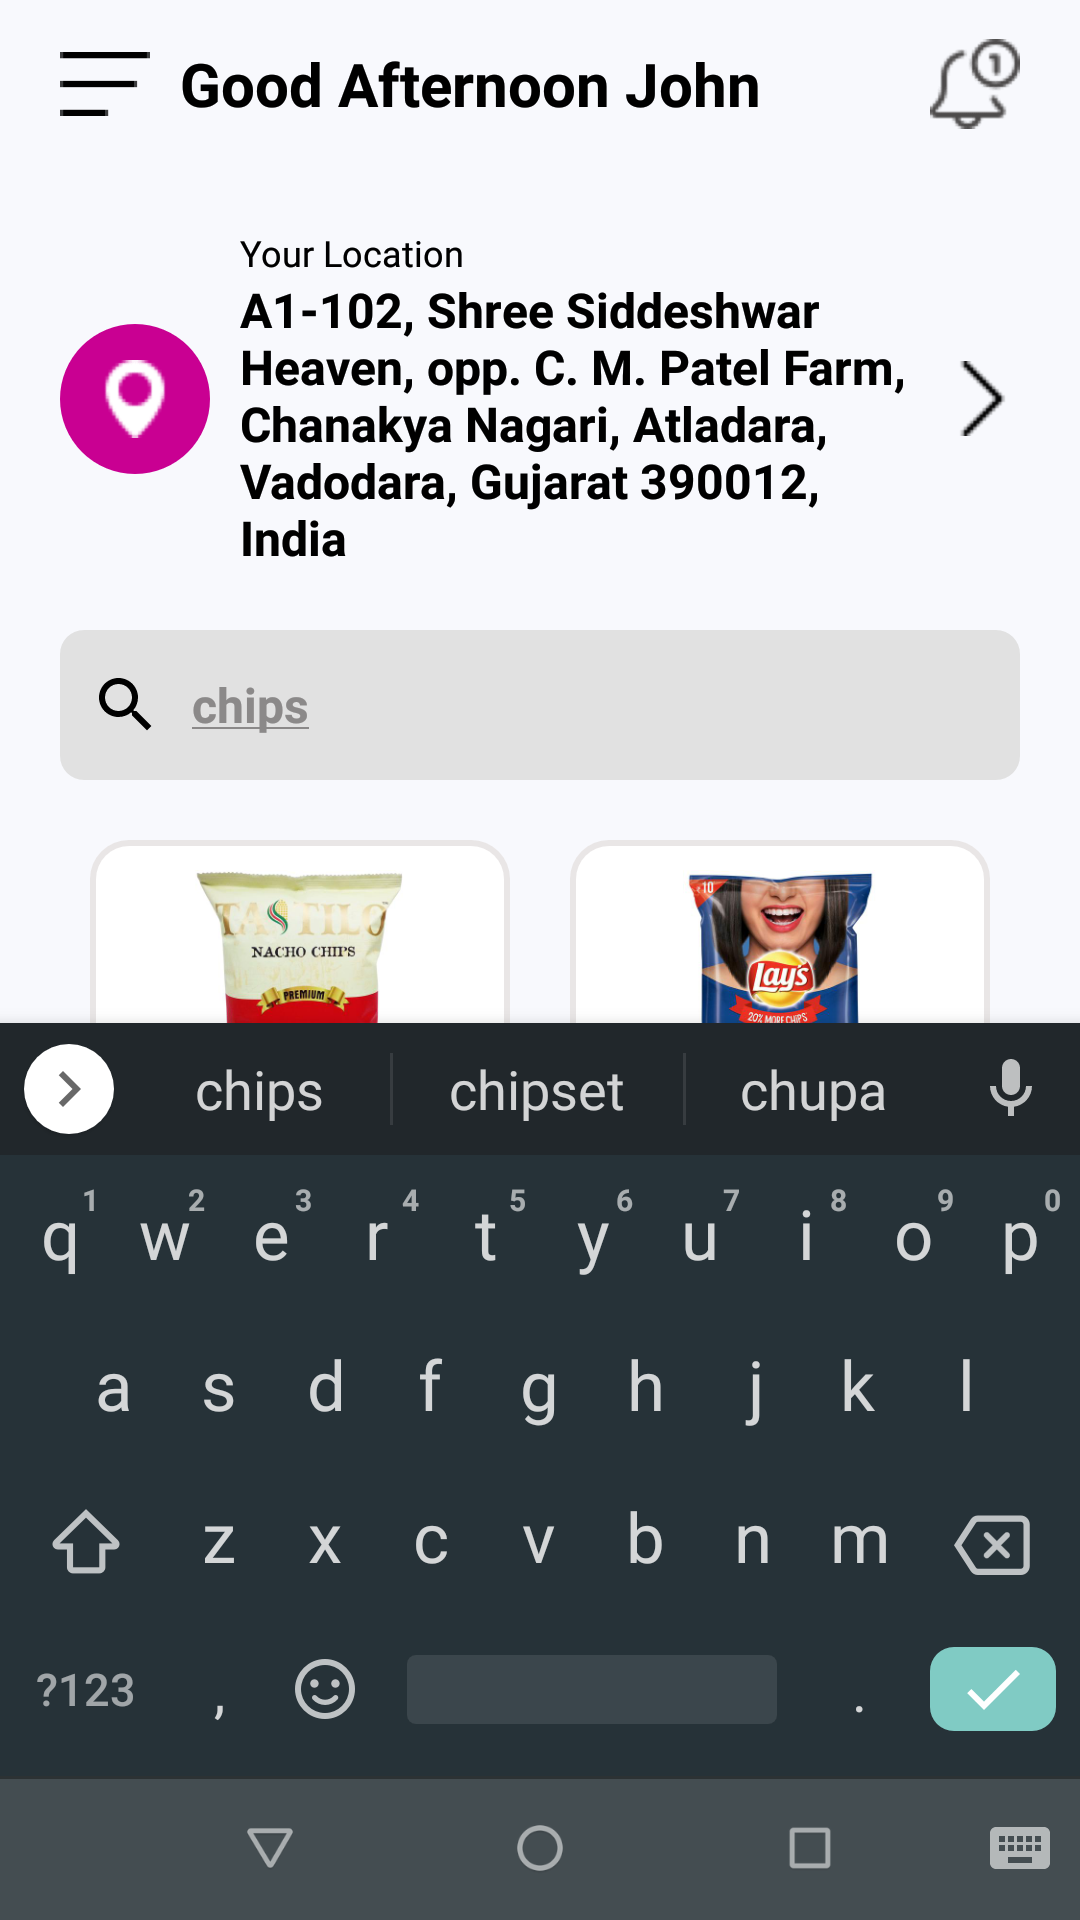 Good Afternoon John
1
Your Location
A1-102, Shree Siddeshwar
Heaven, opp. C. M. Patel Farm,
Chanakya Nagari, Atladara,
Vadodara, Gujarat 390012,
India
chips
TASTILO
NACHO CHIPS
PREMIUM
10
Lay's
20% MORE CHIPS
chips chipset chupa
1 2 3 4 5 6 7 8 9 0
q w e r t y u i o p
a s d f g h j k l
z x c v b n m
?123 , .